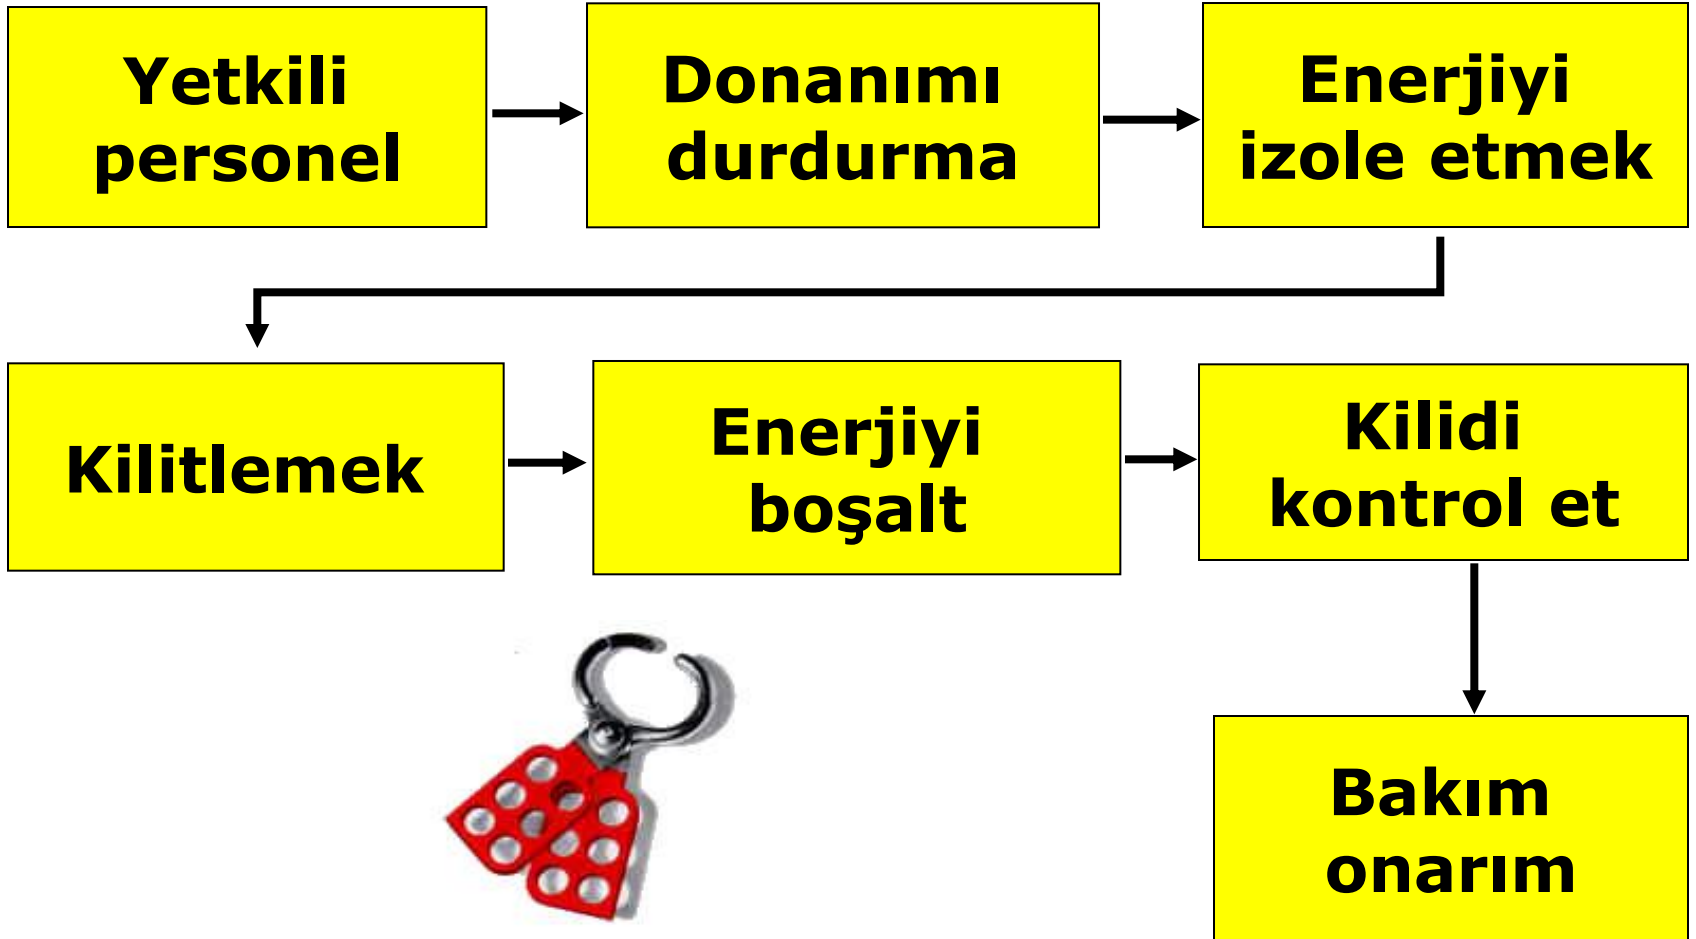 Yetkili
personel
Donanımı
durdurma
Enerjiyi
izole etmek
Kilitlemek
Enerjiyi
boşalt
Kilidi
kontrol et
Bakım
onarım